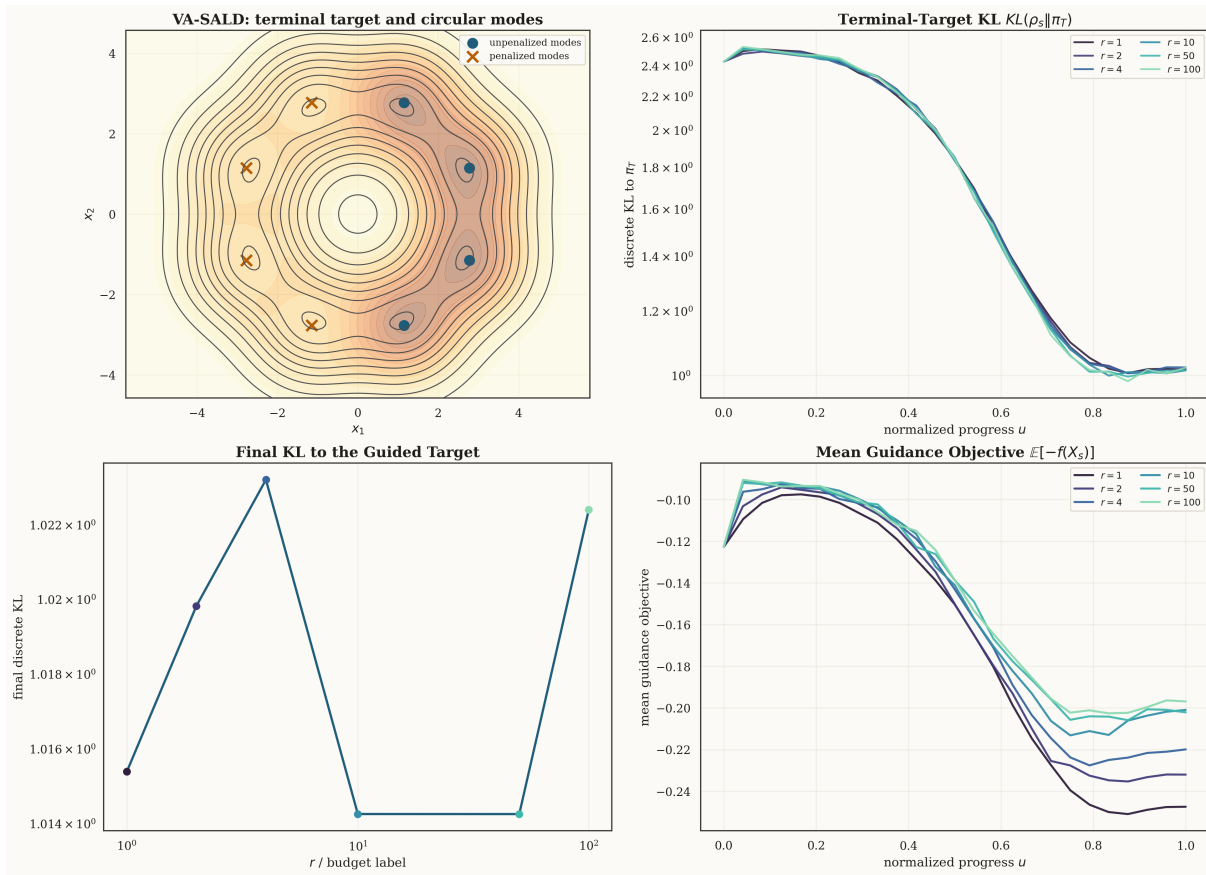 VA-SALD: terminal target and circular modes
unpenalized modes
penalized modes
4
2
0
−2
−4
x₂
−4
−2
0
2
4
x₁
Terminal-Target KL KL(ρₛ∥π_T)
r = 1
r = 2
r = 4
r = 10
r = 50
r = 100
2.6 × 10⁰
2.4 × 10⁰
2.2 × 10⁰
2 × 10⁰
1.8 × 10⁰
1.6 × 10⁰
1.4 × 10⁰
1.2 × 10⁰
10⁰
discrete KL to π_T
0.0
0.2
0.4
0.6
0.8
1.0
normalized progress u
Final KL to the Guided Target
1.022 × 10⁰
1.02 × 10⁰
1.018 × 10⁰
1.016 × 10⁰
1.014 × 10⁰
final discrete KL
10⁰
10¹
10²
r / budget label
Mean Guidance Objective 𝔼[−f(Xₛ)]
r = 1
r = 2
r = 4
r = 10
r = 50
r = 100
−0.10
−0.12
−0.14
−0.16
−0.18
−0.20
−0.22
−0.24
mean guidance objective
0.0
0.2
0.4
0.6
0.8
1.0
normalized progress u